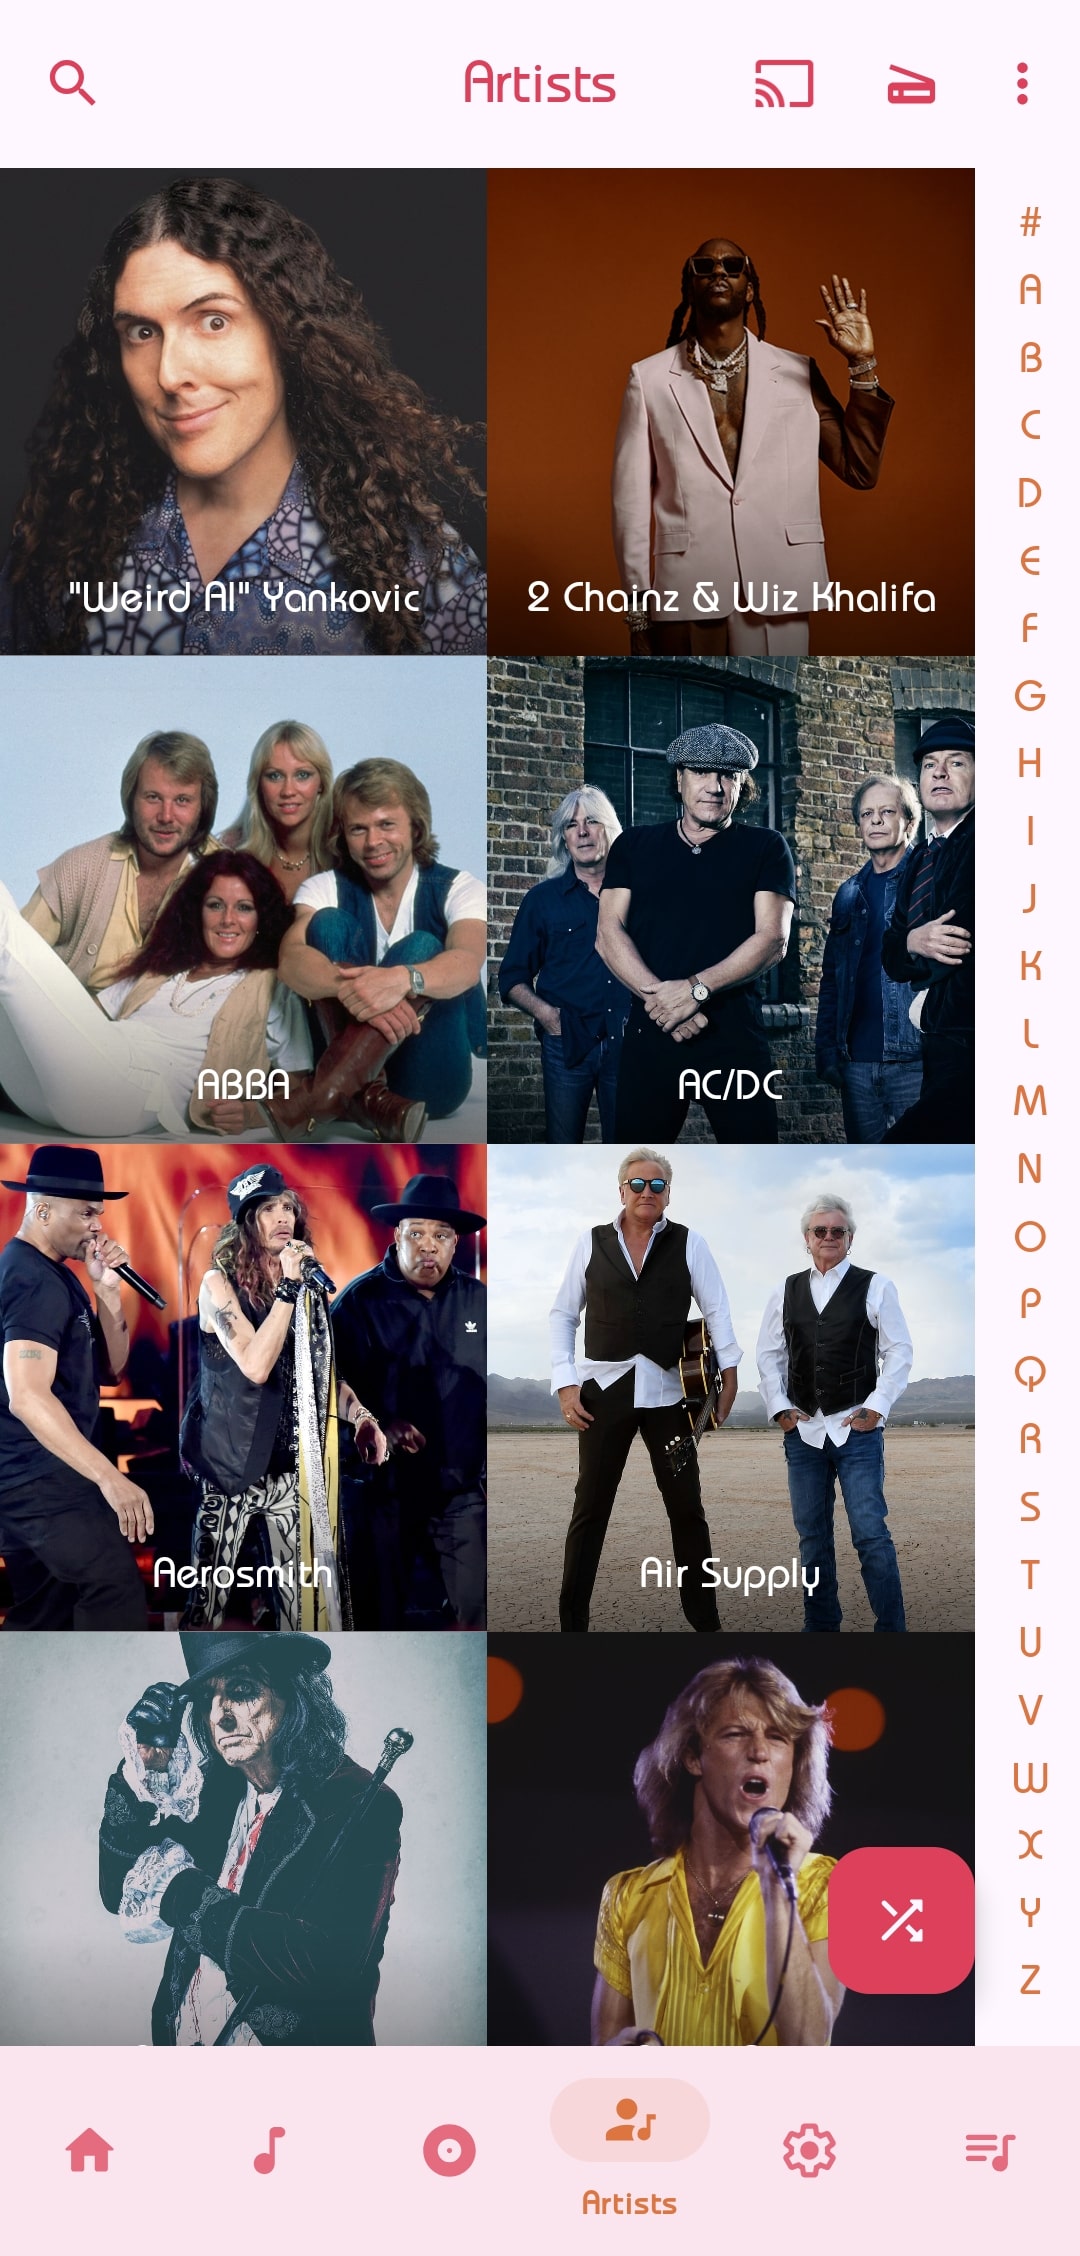 Artists
#
"Weird Al" Yankovic
2 Chainz & Wiz Khalifa
A
B
C
D
E
F
ABBA
AC/DC
G
H
I
J
K
L
M
Aerosmith
Air Supply
N
O
P
Q
R
S
T
U
V
W
X
Y
Z
Artists